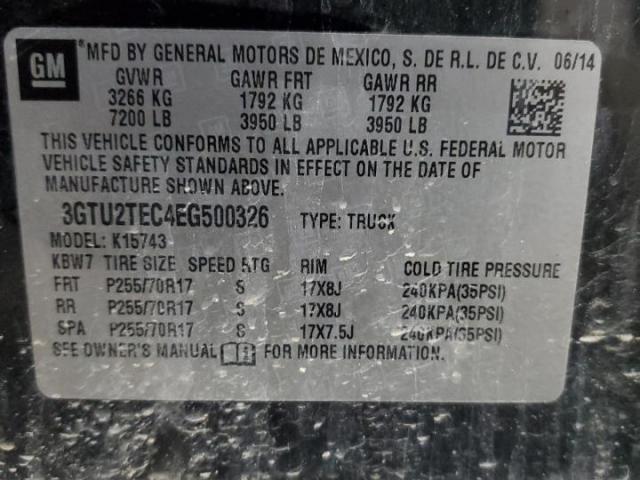 GM
MFD BY GENERAL MOTORS DE MEXICO, S. DE R.L. DE C.V. 06/14
GVWR GAWR FRT GAWR RR
3266 KG 1792 KG 1792 KG
7200 LB 3950 LB 3950 LB
THIS VEHICLE CONFORMS TO ALL APPLICABLE U.S. FEDERAL MOTOR
VEHICLE SAFETY STANDARDS IN EFFECT ON THE DATE OF
MANUFACTURE SHOWN ABOVE.
3GTU2TEC4EG500326 TYPE: TRUCK
MODEL: K15743
KBW7 TIRE SIZE SPEED RTG RIM COLD TIRE PRESSURE
FRT P255/70R17 S 17X8J 240KPA(35PSI)
RR P255/70R17 S 17X8J 240KPA(35PSI)
SPA P255/70R17 S 17X7.5J 240KPA(35PSI)
SEE OWNER'S MANUAL FOR MORE INFORMATION.